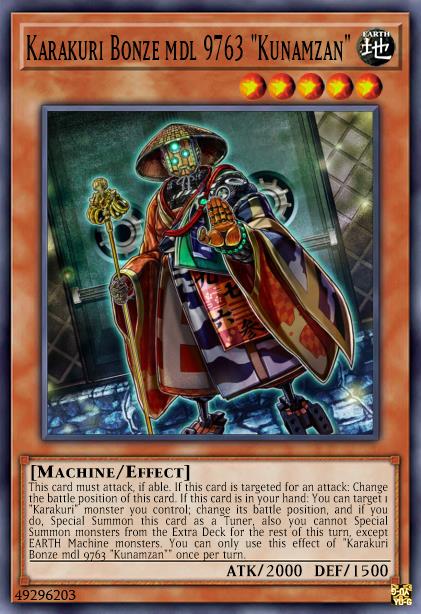 Karakuri Bonze mdl 9763 "Kunamzan"
EARTH
地
九
七
六
参
[Machine/Effect]
This card must attack, if able. If this card is targeted for an attack: Change
the battle position of this card. If this card is in your hand: You can target 1
"Karakuri" monster you control; change its battle position, and if you
do, Special Summon this card as a Tuner, also you cannot Special
Summon monsters from the Extra Deck for the rest of this turn, except
EARTH Machine monsters. You can only use this effect of "Karakuri
Bonze mdl 9763 "Kunamzan"" once per turn.
ATK/2000 DEF/1500
49296203